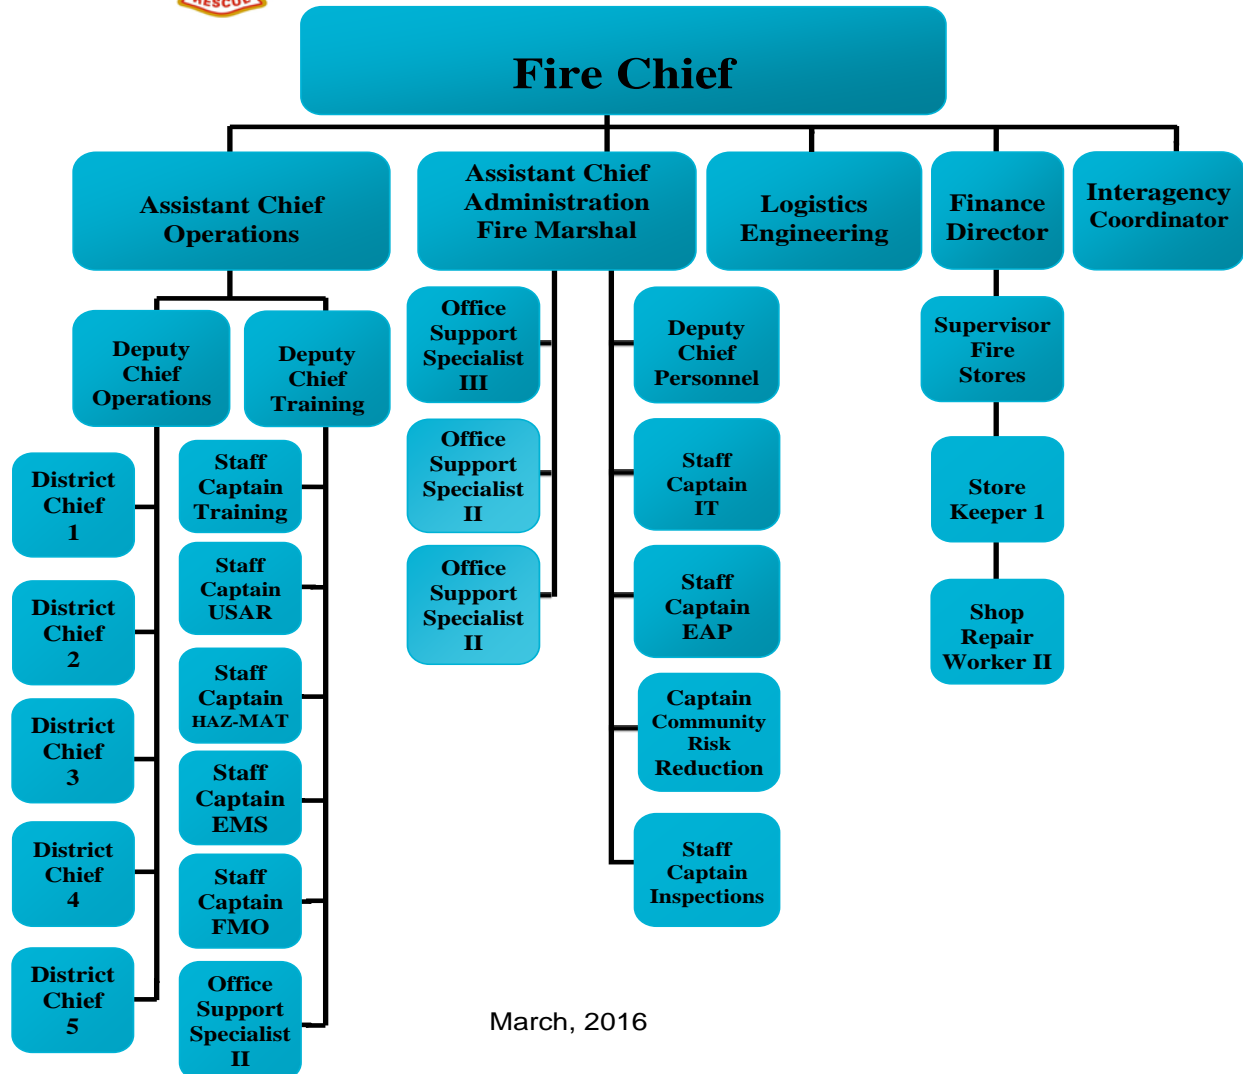 RESCUE
Fire Chief
Assistant Chief
Operations
Assistant Chief
Administration
Fire Marshal
Logistics
Engineering
Finance
Director
Interagency
Coordinator
Deputy
Chief
Operations
Deputy
Chief
Training
District
Chief
1
District
Chief
2
District
Chief
3
District
Chief
4
District
Chief
5
Staff
Captain
Training
Staff
Captain
USAR
Staff
Captain
HAZ-MAT
Staff
Captain
EMS
Staff
Captain
FMO
Office
Support
Specialist
II
Office
Support
Specialist
III
Office
Support
Specialist
II
Office
Support
Specialist
II
Deputy
Chief
Personnel
Staff
Captain
IT
Staff
Captain
EAP
Captain
Community
Risk
Reduction
Staff
Captain
Inspections
Supervisor
Fire
Stores
Store
Keeper 1
Shop
Repair
Worker II
March, 2016